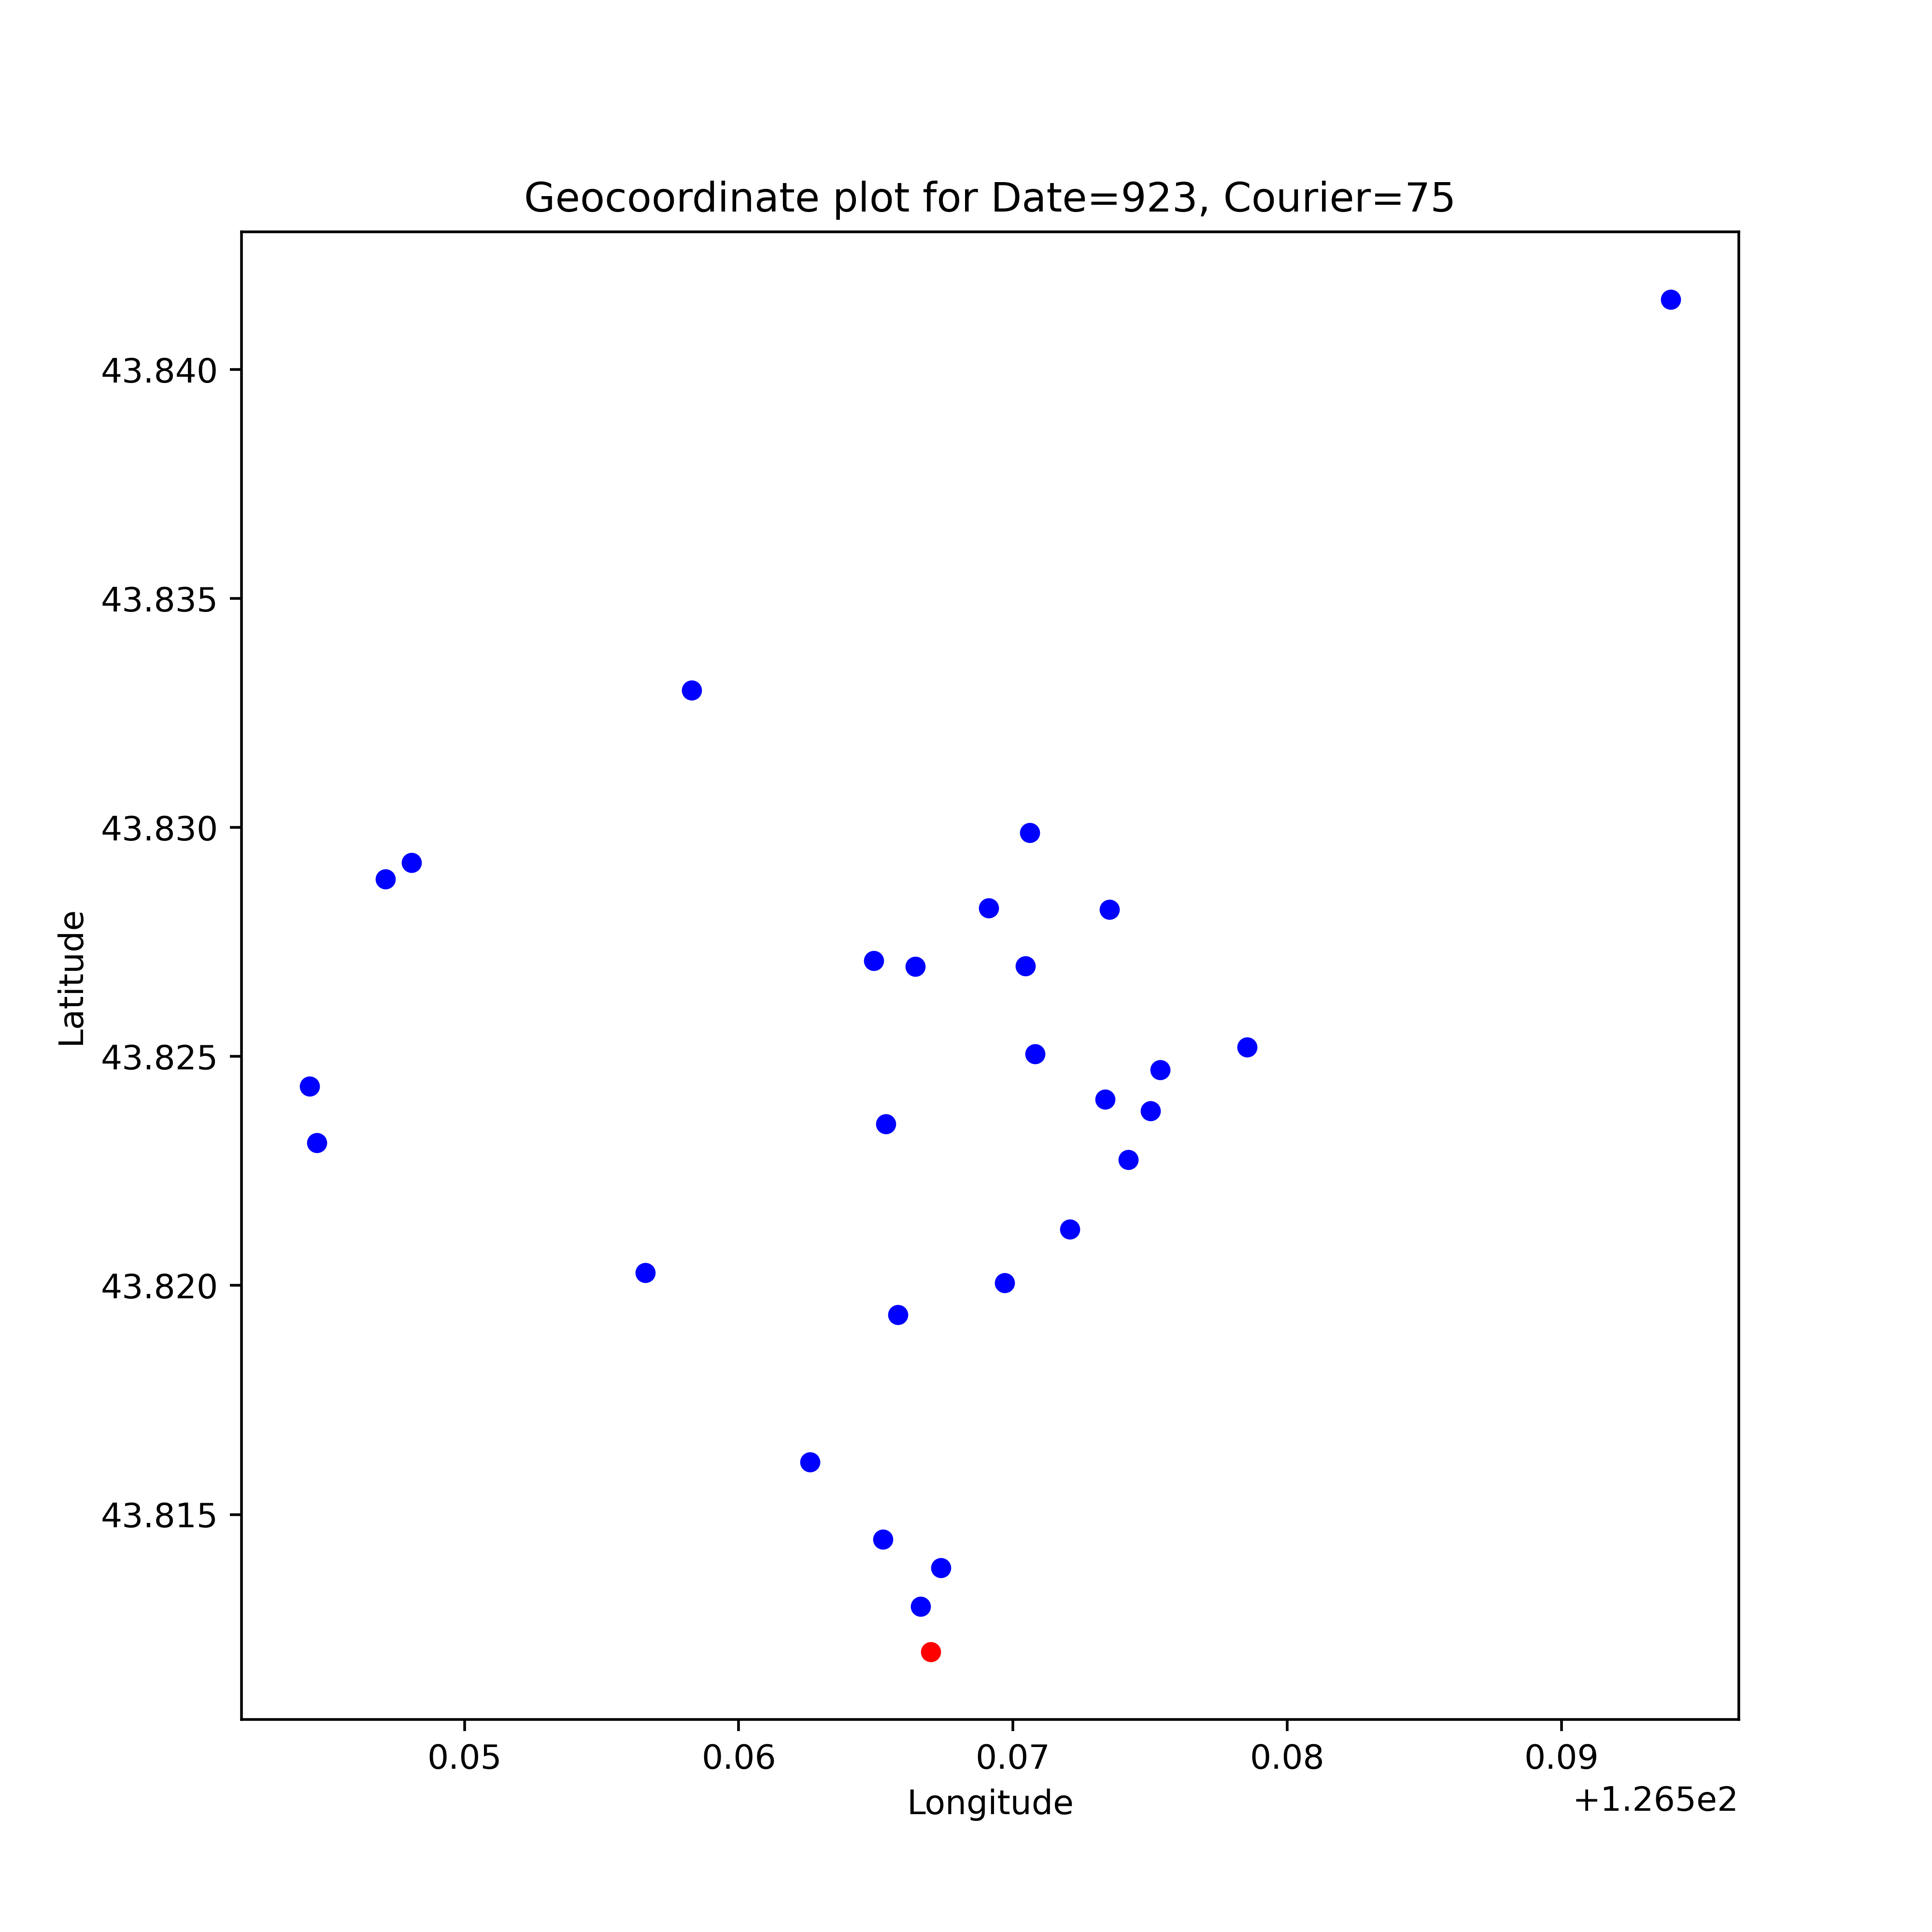 Geocoordinate plot for Date=923, Courier=75
43.840
43.835
43.830
43.825
43.820
43.815
Latitude
0.05 0.06 0.07 0.08 0.09
Longitude
+1.265e2